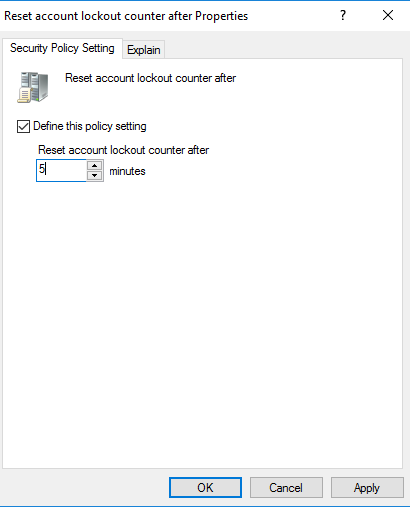 Reset account lockout counter after Properties
?
Security Policy Setting
Explain
Reset account lockout counter after
Define this policy setting
Reset account lockout counter after
5 minutes
OK
Cancel
Apply